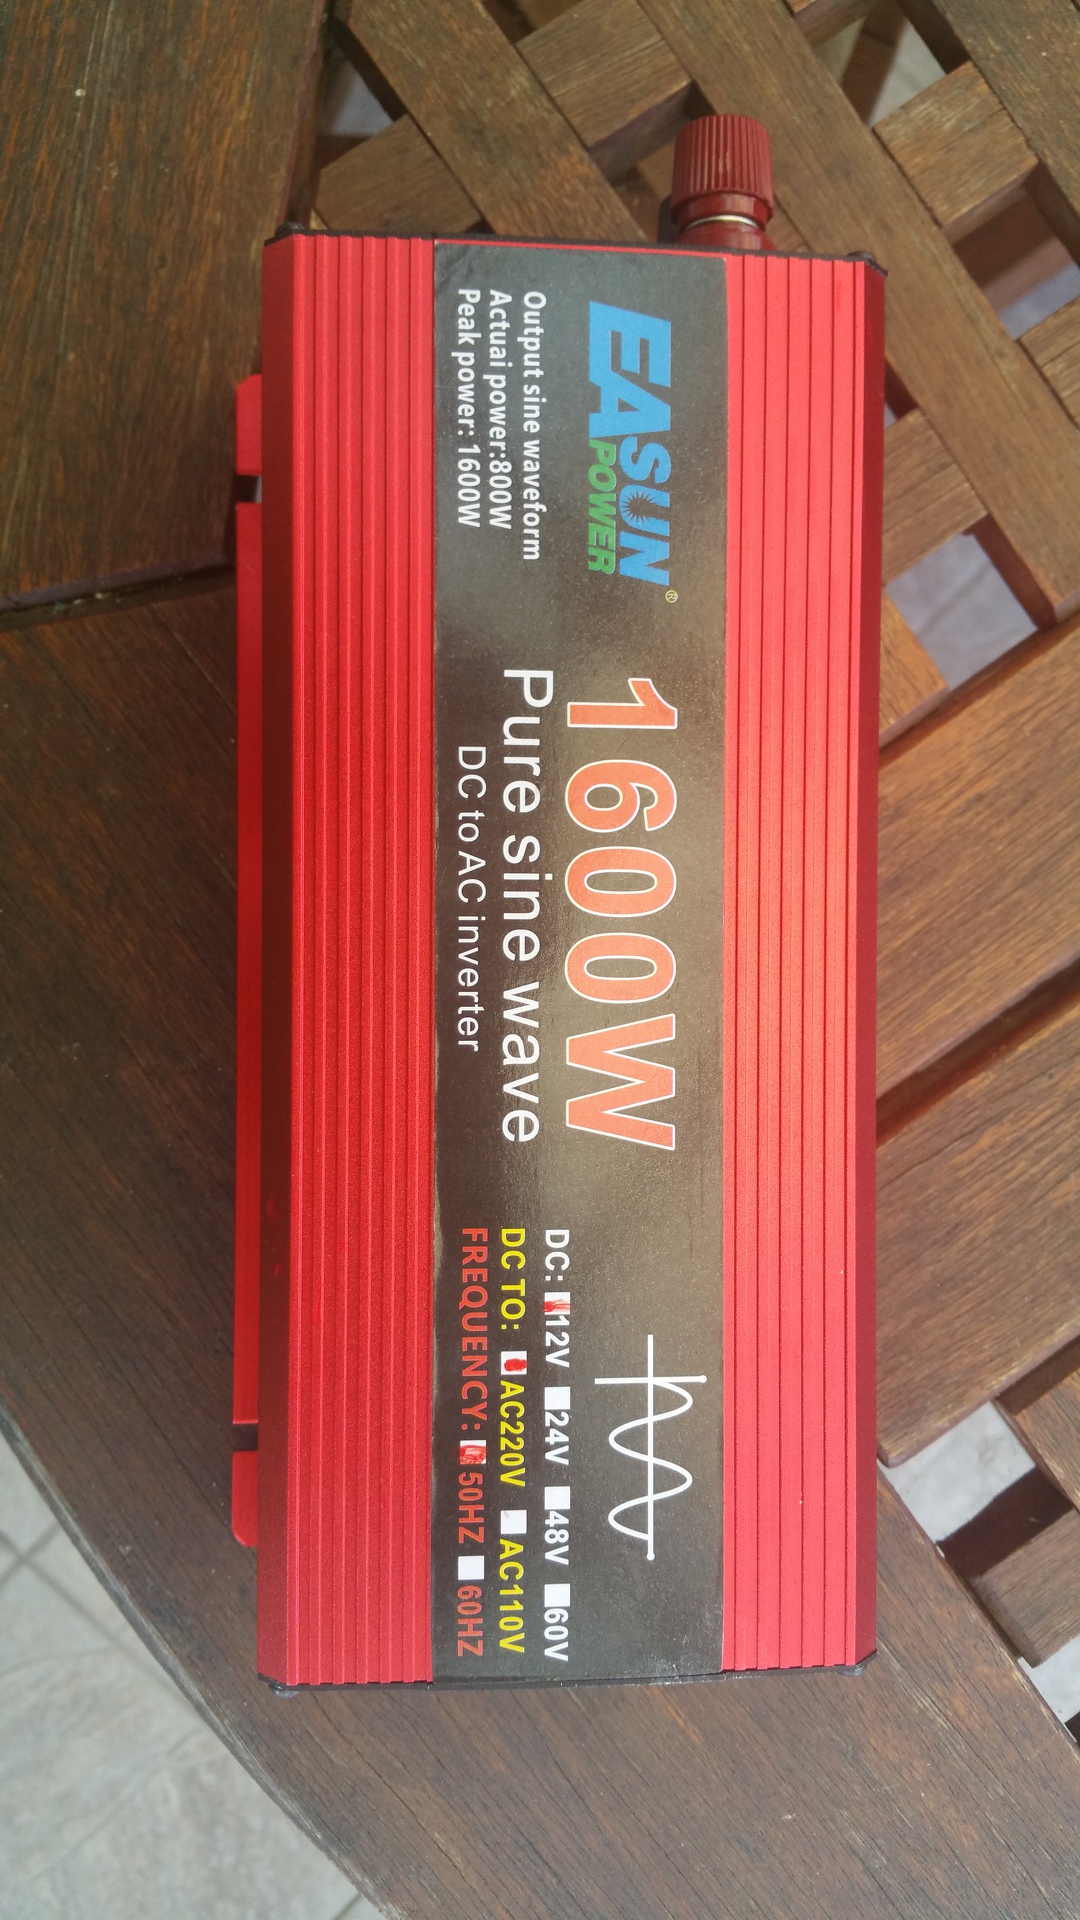 EASUN®
POWER
Output sine waveform
Actuai power:800W
Peak power: 1600W
1600W
Pure sine wave
DC to AC inverter
DC: 12V 24V 48V 60V
DC TO: AC220V AC110V
FREQUENCY: 50HZ 60HZ